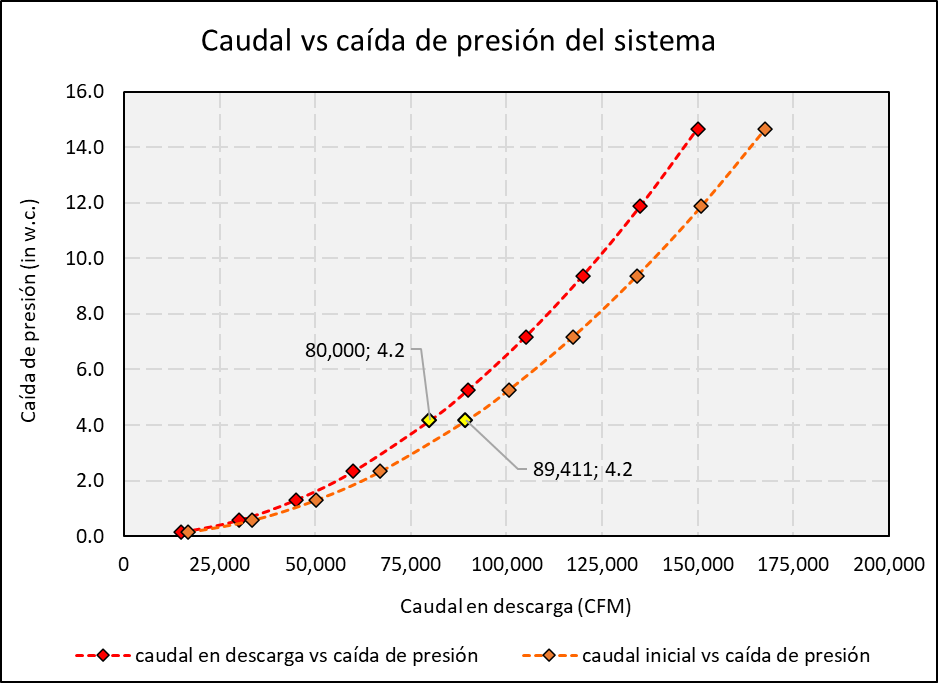 Caudal vs caída de presión del sistema
Caída de presión (in w.c.)
16.0
14.0
12.0
10.0
8.0
6.0
4.0
2.0
0.0
80,000; 4.2
89,411; 4.2
0 25,000 50,000 75,000 100,000 125,000 150,000 175,000 200,000
Caudal en descarga (CFM)
caudal en descarga vs caída de presión caudal inicial vs caída de presión